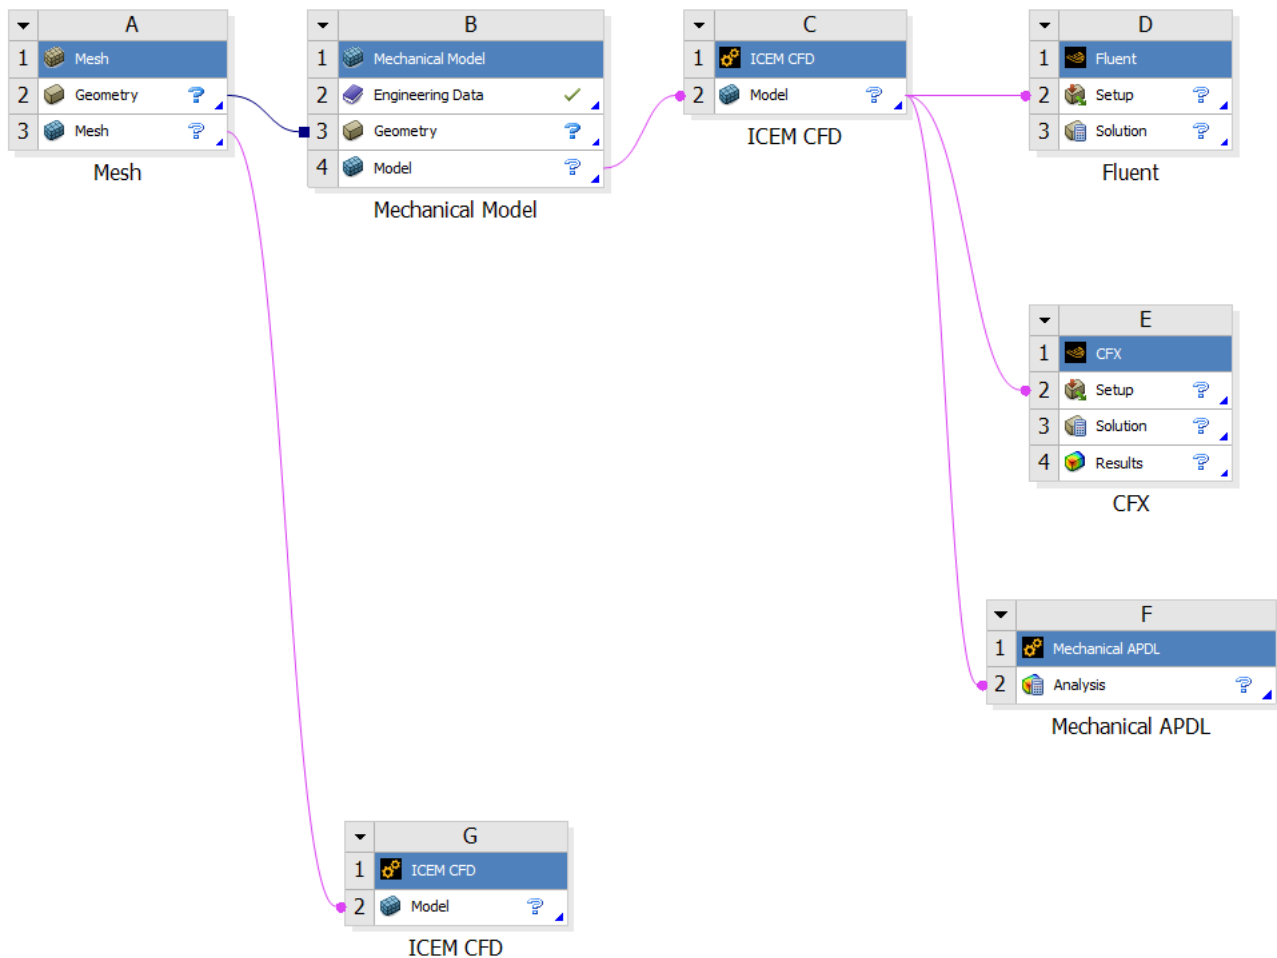 A
1 Mesh
2 Geometry ?
3 Mesh ?
Mesh
B
1 Mechanical Model
2 Engineering Data ✓
3 Geometry ?
4 Model ?
Mechanical Model
C
1 ICEM CFD
2 Model ?
ICEM CFD
D
1 Fluent
2 Setup ?
3 Solution ?
Fluent
E
1 CFX
2 Setup ?
3 Solution ?
4 Results ?
CFX
F
1 Mechanical APDL
2 Analysis ?
Mechanical APDL
G
1 ICEM CFD
2 Model ?
ICEM CFD